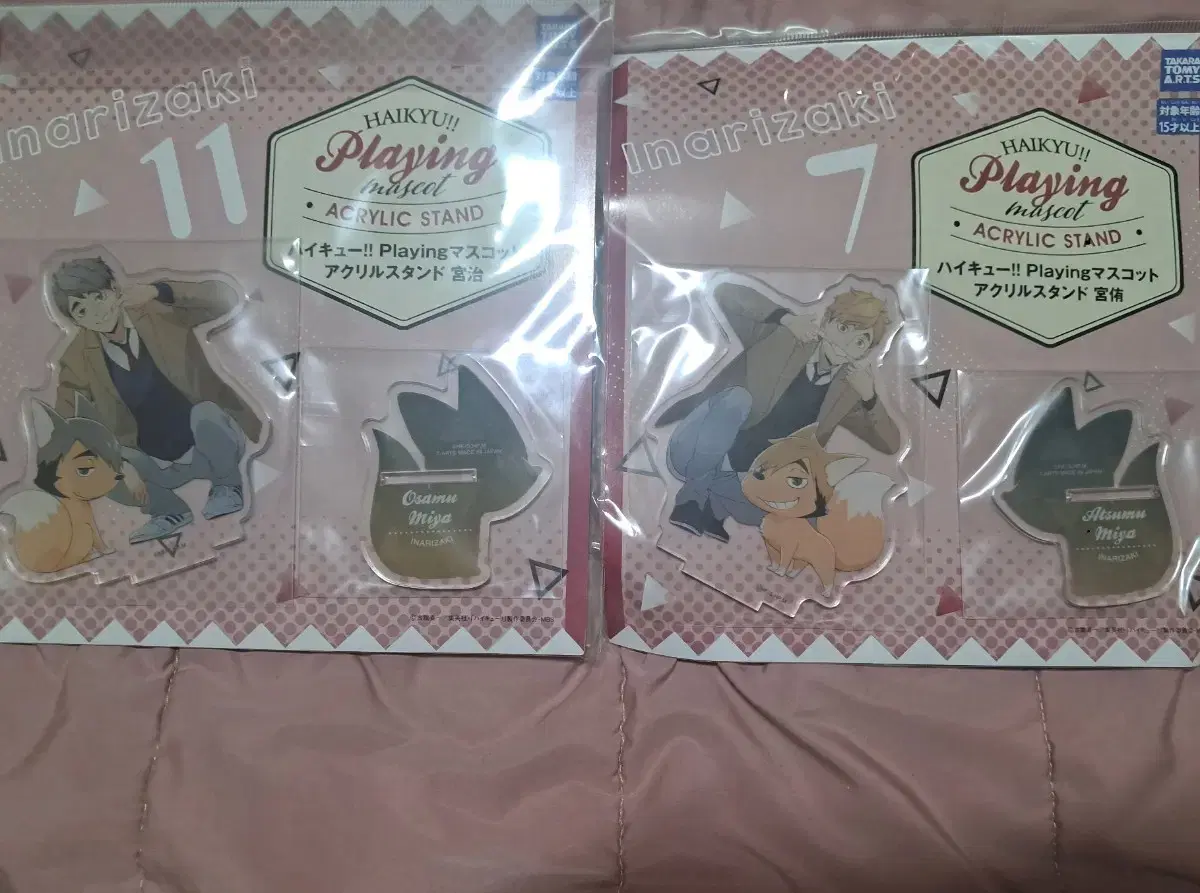 Inarizaki
11
HAIKYU!!
Playing
mascot
• ACRYLIC STAND
ハイキュー!! Playingマスコット
アクリルスタンド 宮治
Osamu
Miya
INARIZAKI
TAKARA
TOMY
A.R.T.S
対象年齢
15才以上
Inarizaki
7
HAIKYU!!
Playing
mascot
• ACRYLIC STAND •
ハイキュー!! Playingマスコット
アクリルスタンド 宮侑
Atsumu
Miya
INARIZAKI